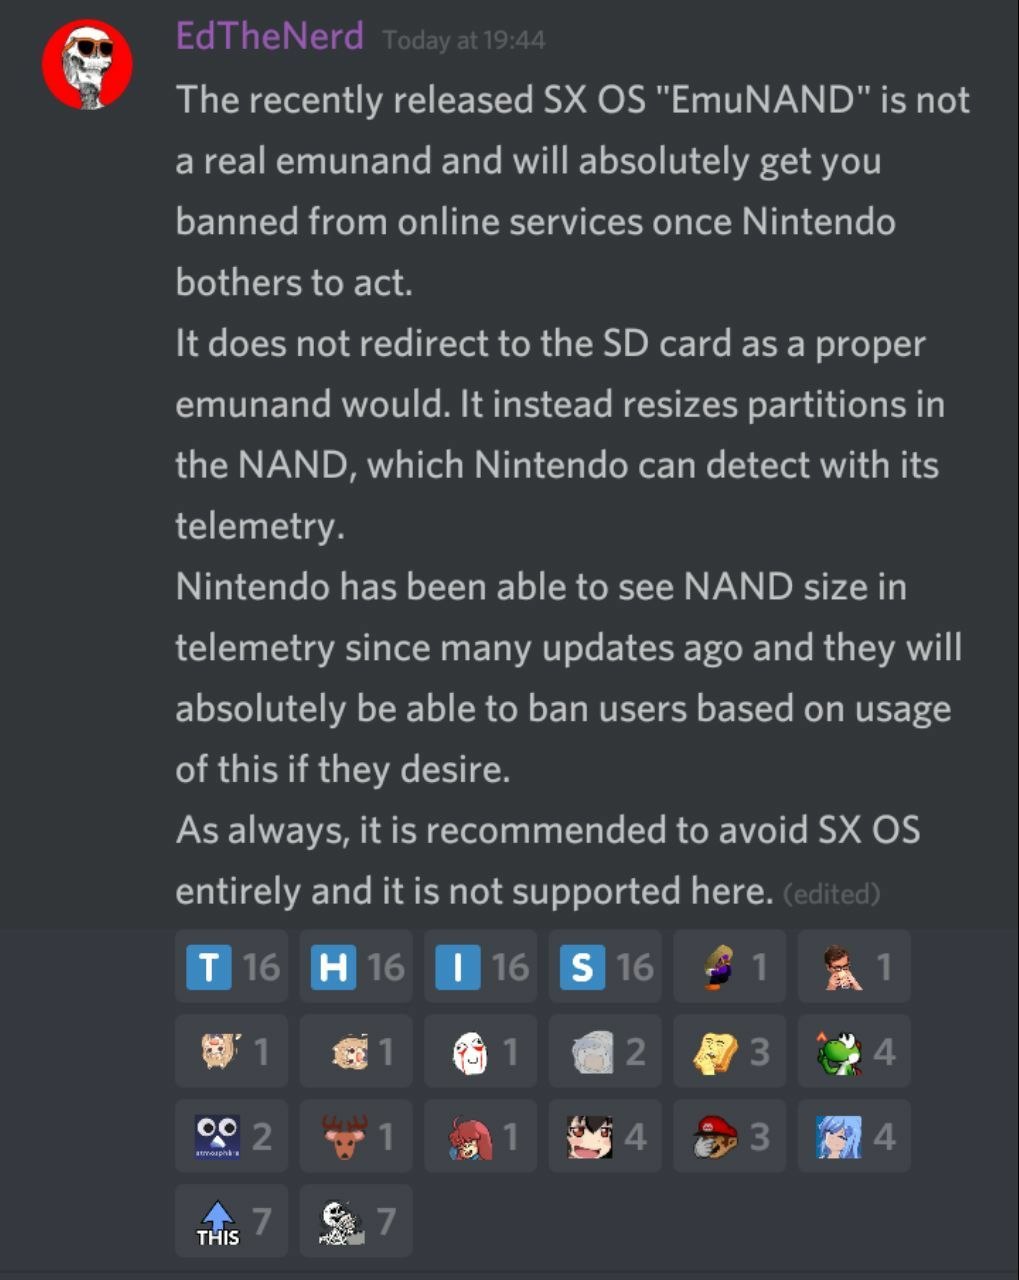 EdTheNerd Today at 19:44
The recently released SX OS "EmuNAND" is not
a real emunand and will absolutely get you
banned from online services once Nintendo
bothers to act.
It does not redirect to the SD card as a proper
emunand would. It instead resizes partitions in
the NAND, which Nintendo can detect with its
telemetry.
Nintendo has been able to see NAND size in
telemetry since many updates ago and they will
absolutely be able to ban users based on usage
of this if they desire.
As always, it is recommended to avoid SX OS
entirely and it is not supported here. (edited)
T 16 H 16 I 16 S 16 1 1
1 1 1 2 3 4
atmosphère 2 1 1 4 3 4
THIS 7 7